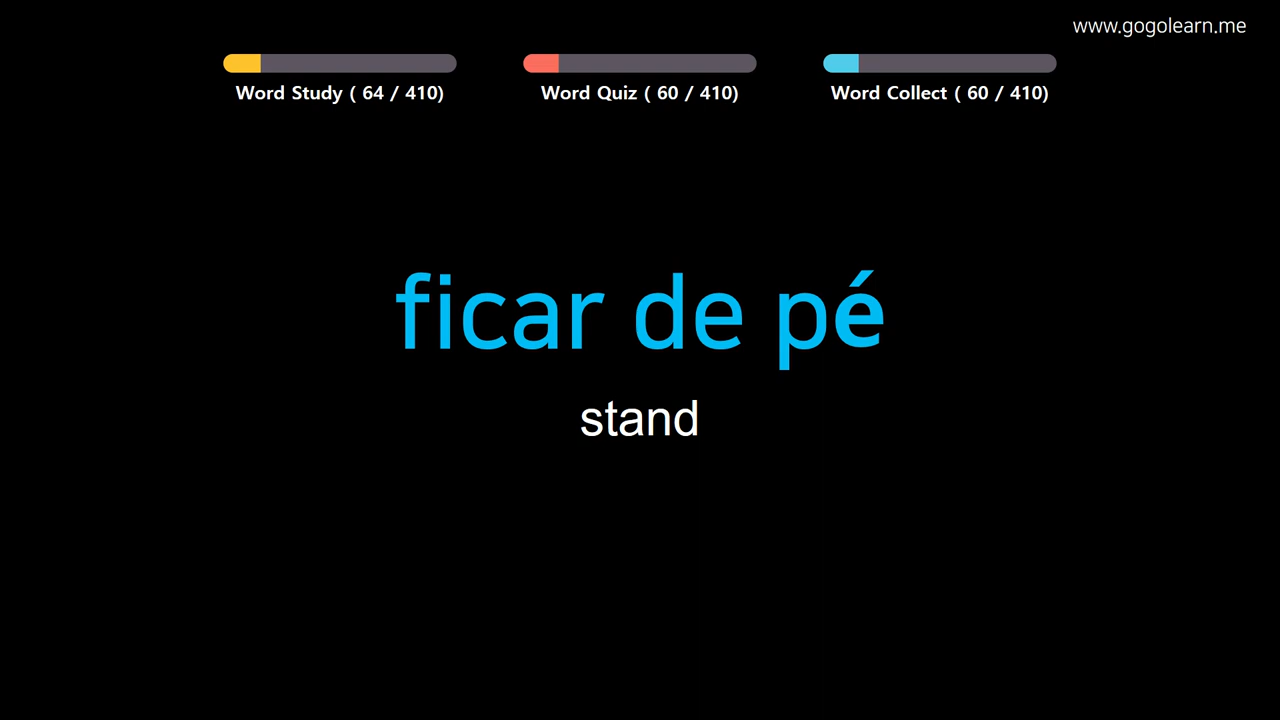 www.gogolearn.me
Word Study ( 64 / 410)
Word Quiz ( 60 / 410)
Word Collect ( 60 / 410)
ficar de pé
stand